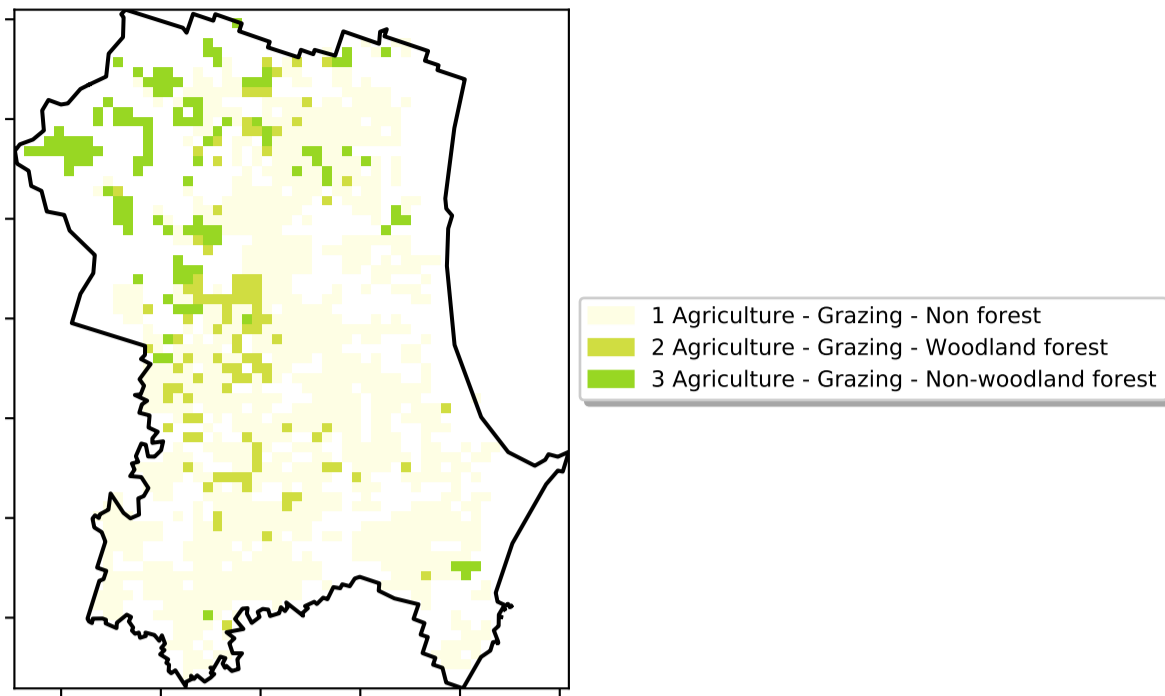 1 Agriculture - Grazing - Non forest
2 Agriculture - Grazing - Woodland forest
3 Agriculture - Grazing - Non-woodland forest